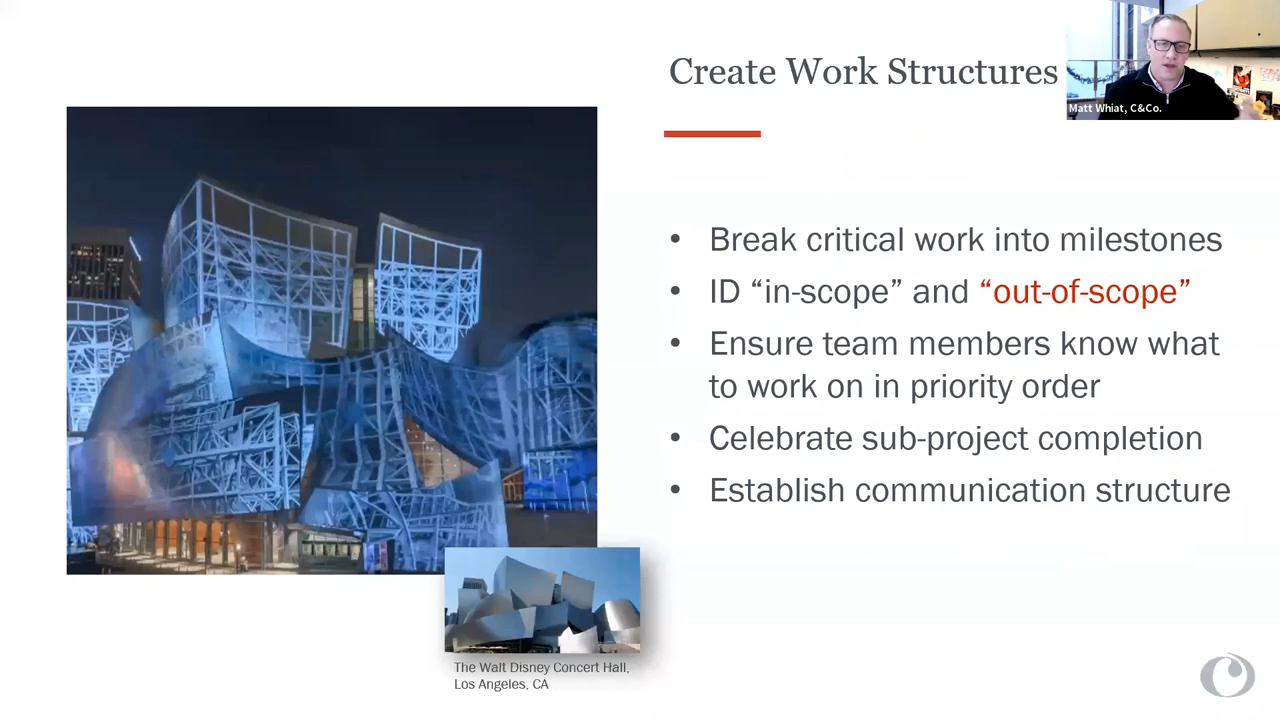 Create Work Structures
Matt Whiat, C&Co.
• Break critical work into milestones
• ID “in-scope” and “out-of-scope”
• Ensure team members know what
to work on in priority order
• Celebrate sub-project completion
• Establish communication structure
The Walt Disney Concert Hall,
Los Angeles, CA